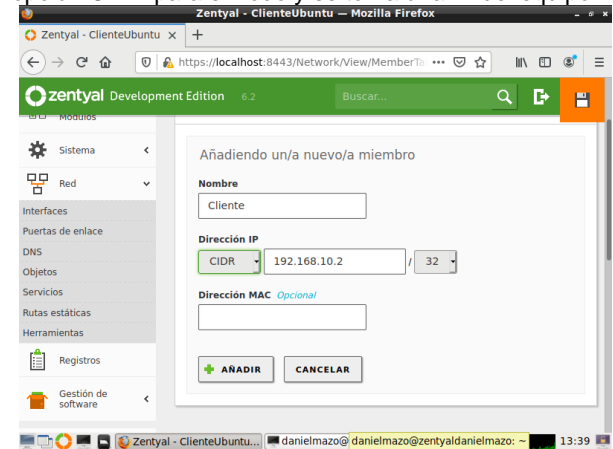 Zentyal - ClienteUbuntu — Mozilla Firefox
Zentyal - ClienteUbuntu × +
https://localhost:8443/Network/View/MemberTa
zentyal Development Edition 6.2 Buscar...
Módulos
Sistema
Red
Interfaces
Puertas de enlace
DNS
Objetos
Servicios
Rutas estáticas
Herramientas
Registros
Gestión de
software
Añadiendo un/a nuevo/a miembro
Nombre
Cliente
Dirección IP
CIDR 192.168.10.2 / 32
Dirección MAC Opcional
AÑADIR CANCELAR
Zentyal - ClienteUbuntu... danielmazo@ danielmazo@zentyaldanielmazo: ~ 13:39